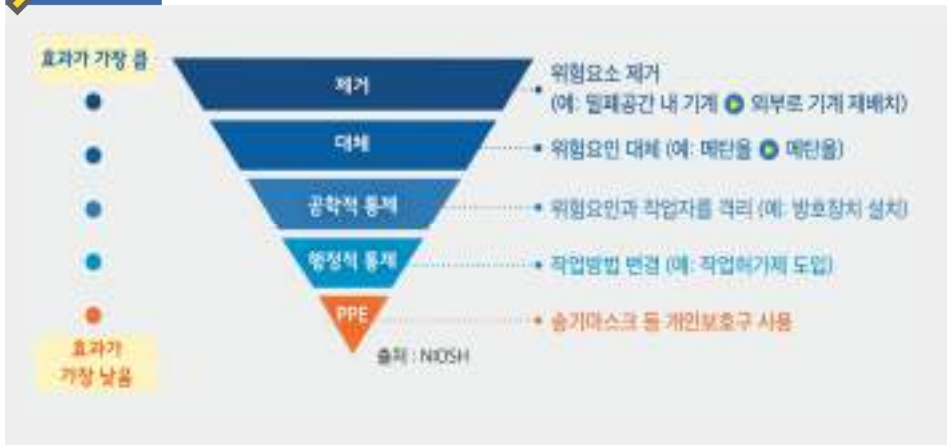 효과가 가장 큼
제거
위험요소 제거
(예: 밀폐공간 내 기계 외부로 기계 재배치)
대체
위험요인 대체 (예: 메탄올 에탄올)
공학적 통제
위험요인과 작업자를 격리 (예: 방호장치 설치)
행정적 통제
작업방법 변경 (예: 작업허가제 도입)
PPE
송기마스크 등 개인보호구 사용
효과가
가장 낮음
출처 : NIOSH